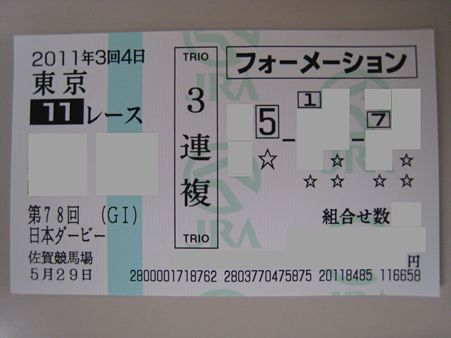 2011年3回4日
東京
11レース
第78回 (GI)
日本ダービー
佐賀競馬場
5月29日
TRIO
3連複
TRIO
フォーメーション
5-1-7
☆ ☆ ☆
☆☆ ☆☆
組合せ数
円
JRA
JRA
JRA
2800001718762 2803770475875 20118485 116658